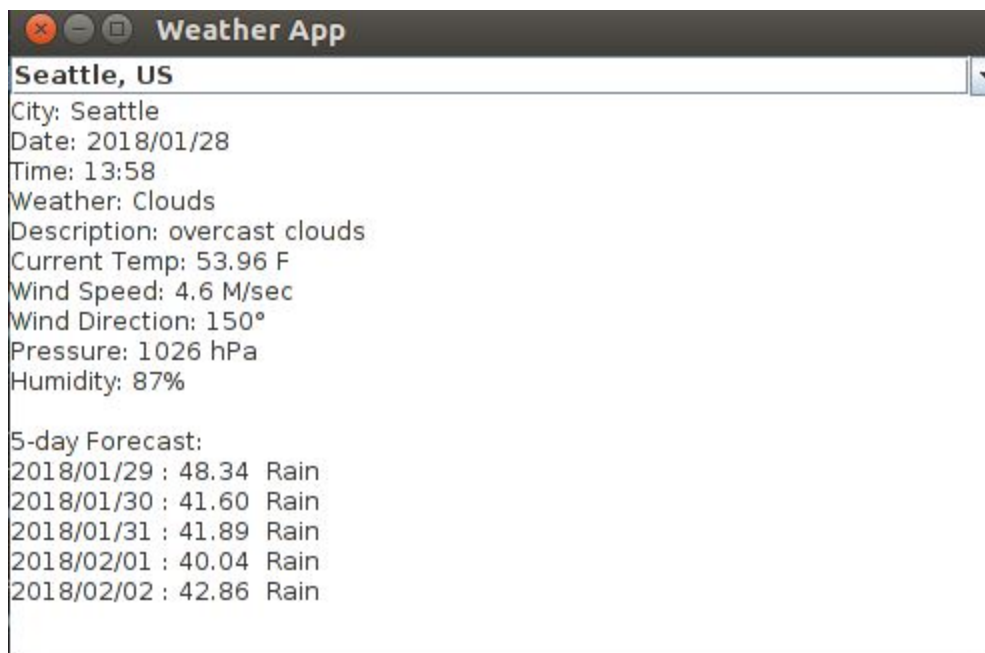 Weather App
Seattle, US
City: Seattle
Date: 2018/01/28
Time: 13:58
Weather: Clouds
Description: overcast clouds
Current Temp: 53.96 F
Wind Speed: 4.6 M/sec
Wind Direction: 150°
Pressure: 1026 hPa
Humidity: 87%
5-day Forecast:
2018/01/29 : 48.34 Rain
2018/01/30 : 41.60 Rain
2018/01/31 : 41.89 Rain
2018/02/01 : 40.04 Rain
2018/02/02 : 42.86 Rain